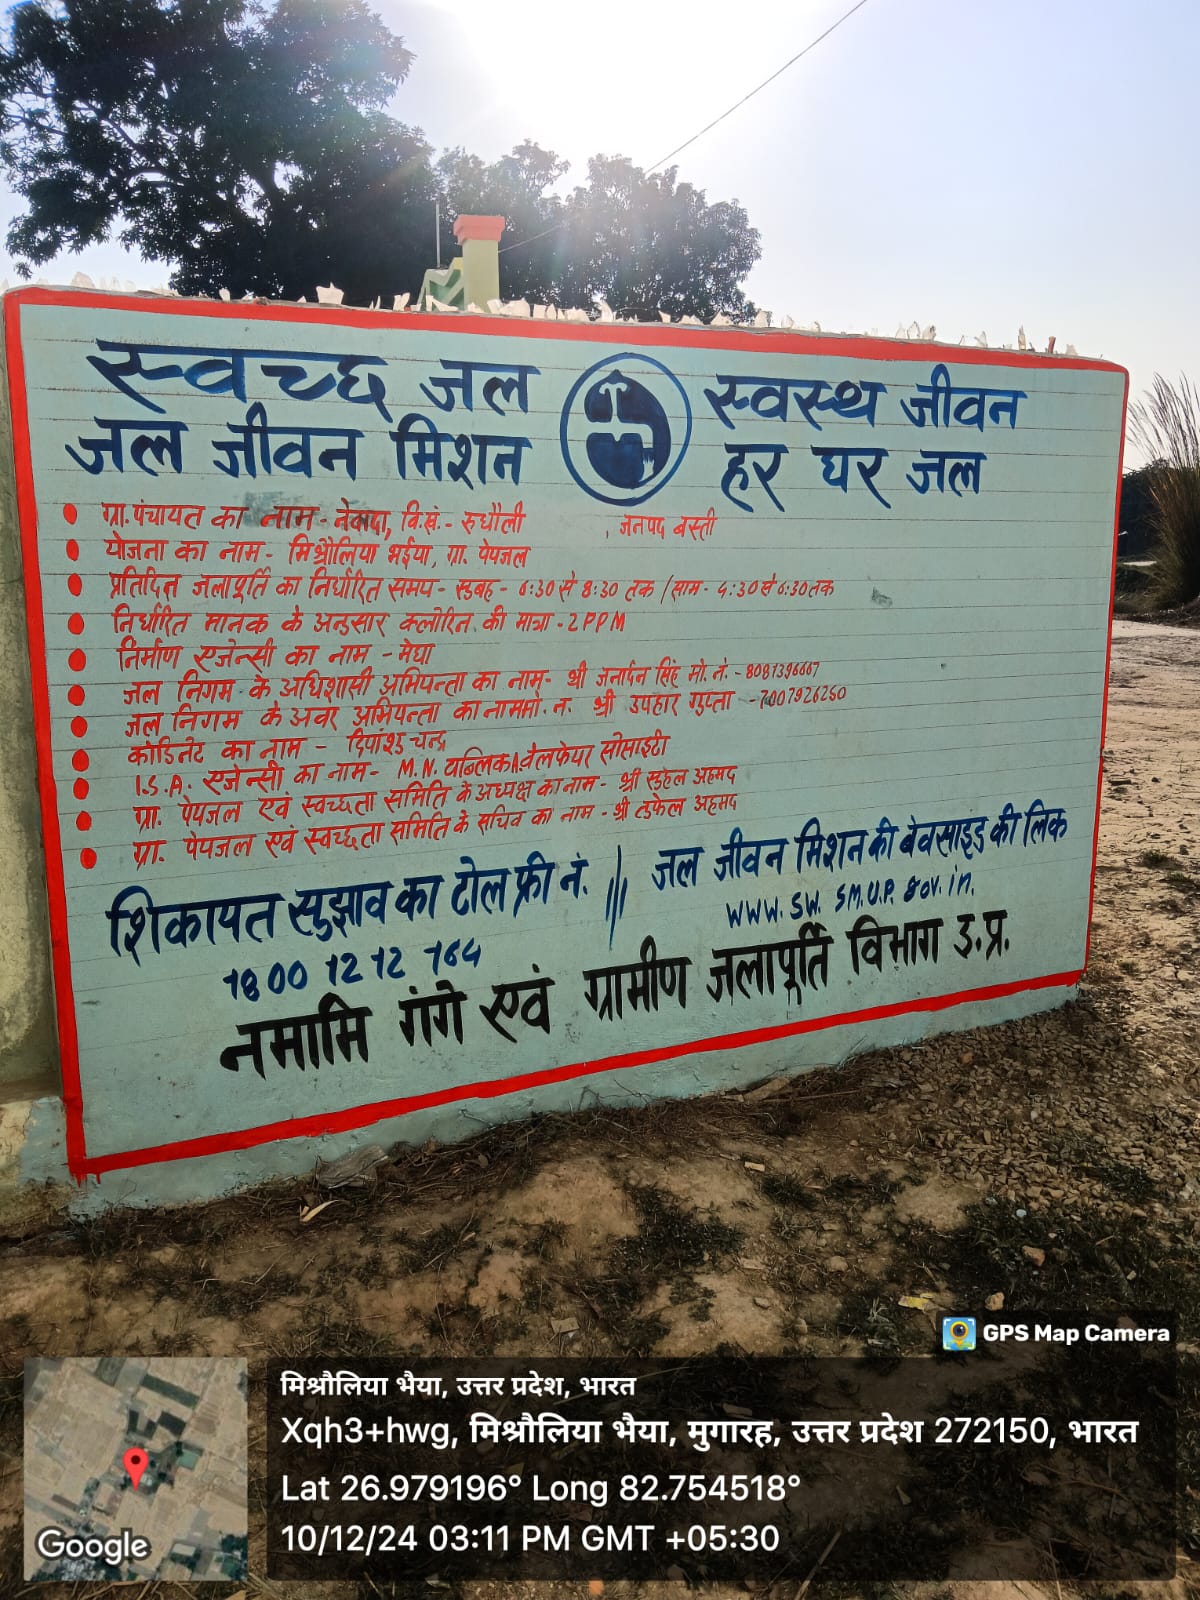 स्वच्छ जल स्वस्थ जीवन
जल जीवन मिशन हर घर जल
ग्रा. पंचायत का नाम - नेवादा, वि.खं. - रुधौली , जनपद बस्ती
योजना का नाम - मिश्रौलिया भईया, ग्रा. पेयजल
प्रतिदिन जलापूर्ति का निर्धारित समय - सुबह - 6:30 से 8:30 तक / साम - 4:30 से 6:30 तक
निर्धारित मानक के अनुसार क्लोरिन की मात्रा - 2 PPM
निर्माण एजेन्सी का नाम - मेघा
जल निगम के अधिशासी अभियन्ता का नाम - श्री जनार्दन सिंह मो. नं. - 8081396667
जल निगम के अवर अभियन्ता का नाम मो. न. श्री उपहार गुप्ता - 7007926250
कोडिनेट का नाम - दिपांशु चन्द्र
I.S.A. एजेन्सी का नाम - M.N. पब्लिक वेलफेयर सोसाइटी
ग्रा. पेयजल एवं स्वच्छता समिति के अध्यक्ष का नाम - श्री सुहेल अहमद
ग्रा. पेयजल एवं स्वच्छता समिति के सचिव का नाम - श्री तुफेल अहमद
शिकायत सुझाव का टोल फ्री नं. /// जल जीवन मिशन की बेवसाइड की लिंक
1800 12 12 164 WWW. SW. SM.U.P. Gov. in.
नमामि गंगे एवं ग्रामीण जलापूर्ति विभाग उ.प्र.
GPS Map Camera
मिश्रौलिया भैया, उत्तर प्रदेश, भारत
Xqh3+hwg, मिश्रौलिया भैया, मुगारह, उत्तर प्रदेश 272150, भारत
Lat 26.979196° Long 82.754518°
10/12/24 03:11 PM GMT +05:30
Google